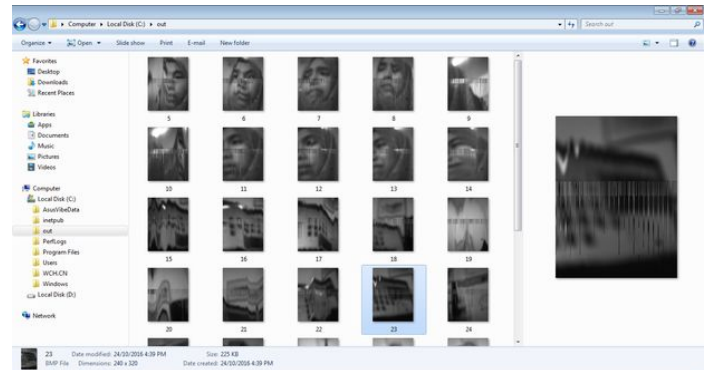 Computer ▸ Local Disk (C:) ▸ out
Search out
Organize Open Slide show Print E-mail New folder
Favorites
Desktop
Downloads
Recent Places
Libraries
Apps
Documents
Music
Pictures
Videos
Computer
Local Disk (C:)
AsusVibeData
inetpub
out
PerfLogs
Program Files
Users
WCH.CN
Windows
Local Disk (D:)
Network
5 6 7 8 9
10 11 12 13 14
15 16 17 18 19
20 21 22 23 24
23 Date modified: 24/10/2016 4:39 PM Size: 225 KB
BMP File Dimensions: 240 x 320 Date created: 24/10/2016 4:39 PM